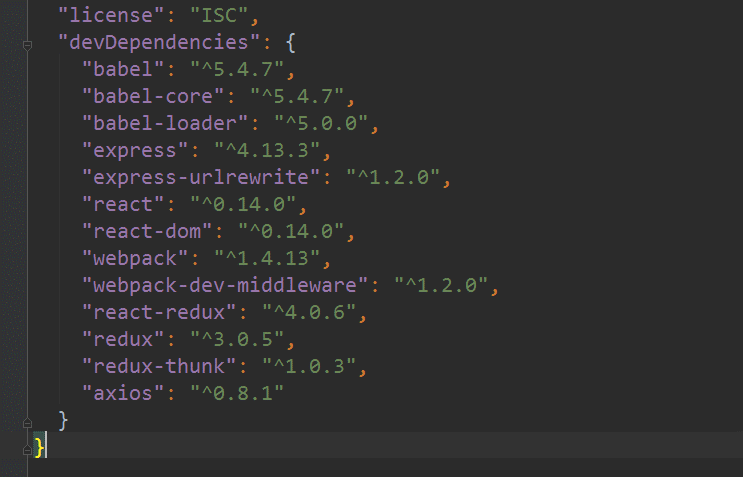 "license": "ISC",
"devDependencies": {
"babel": "^5.4.7",
"babel-core": "^5.4.7",
"babel-loader": "^5.0.0",
"express": "^4.13.3",
"express-urlrewrite": "^1.2.0",
"react": "^0.14.0",
"react-dom": "^0.14.0",
"webpack": "^1.4.13",
"webpack-dev-middleware": "^1.2.0",
"react-redux": "^4.0.6",
"redux": "^3.0.5",
"redux-thunk": "^1.0.3",
"axios": "^0.8.1"
}
}